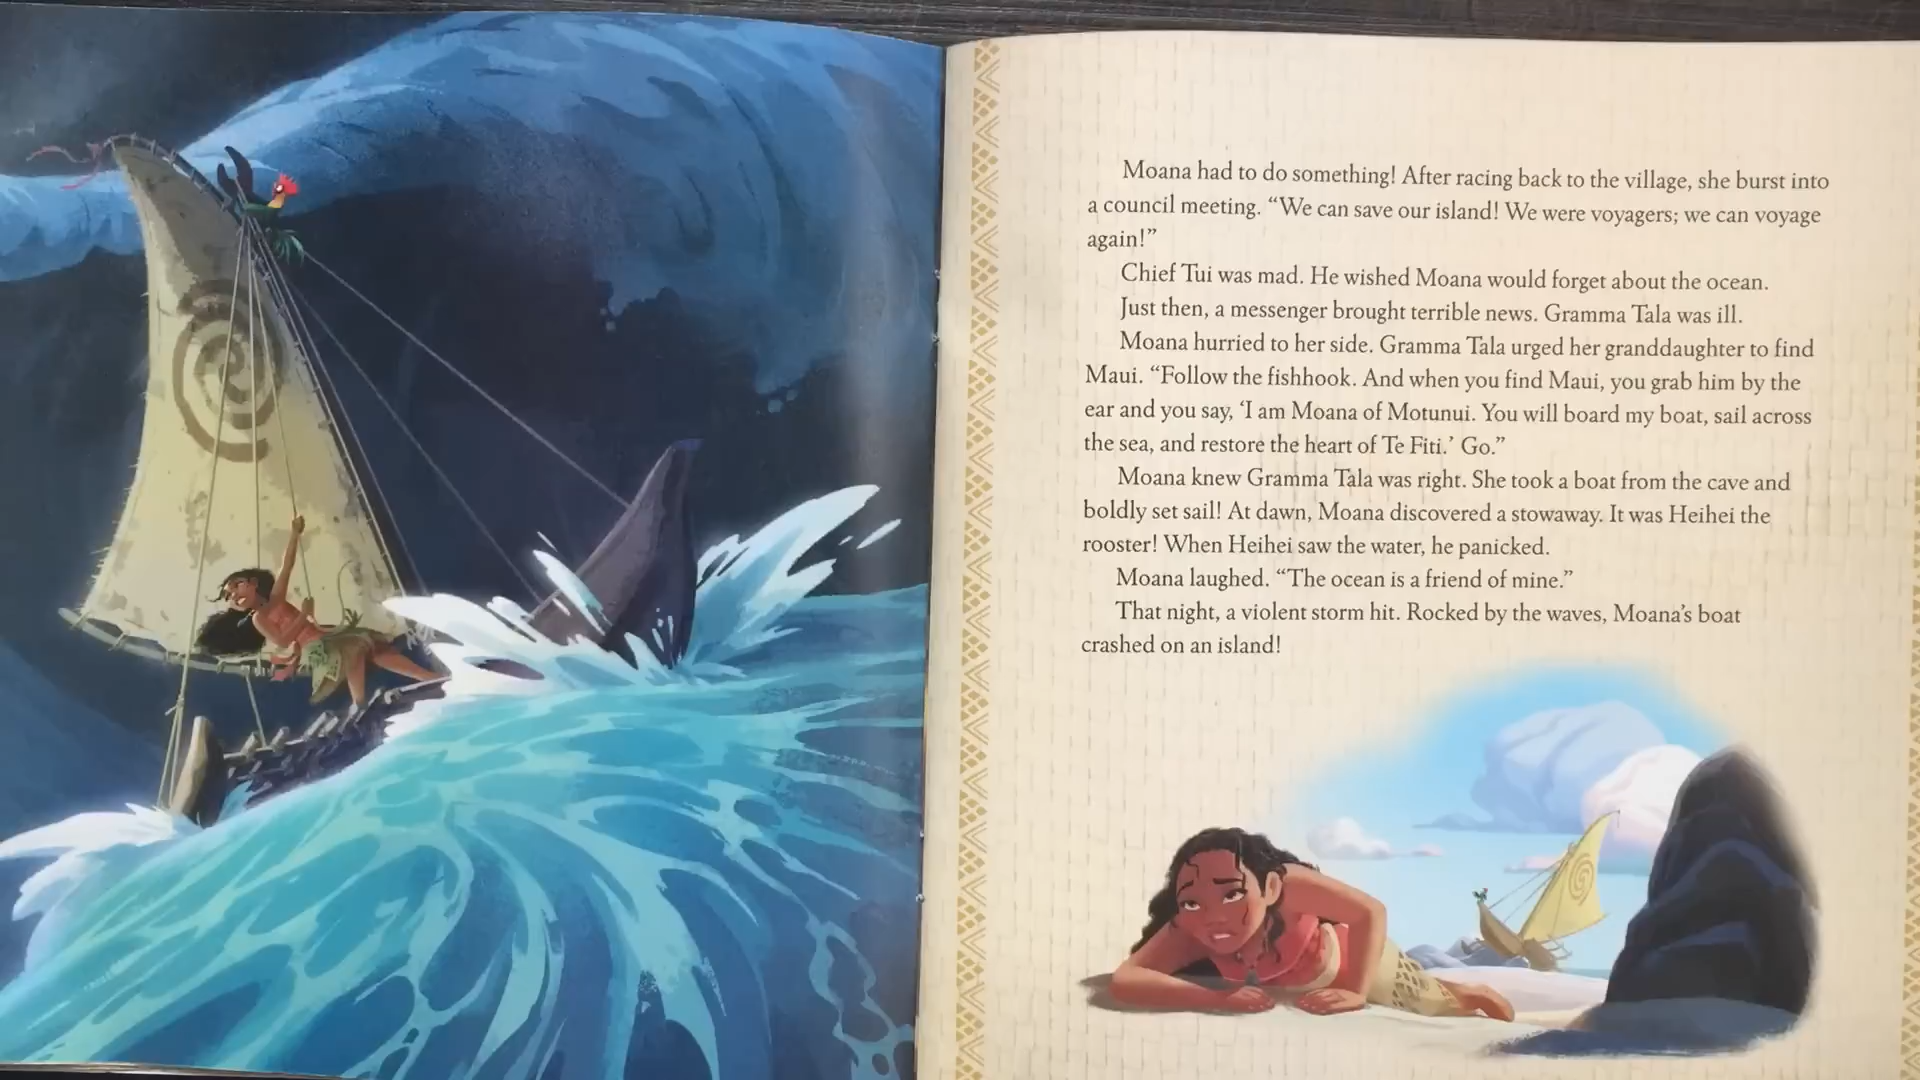 Moana had to do something! After racing back to the village, she burst into
a council meeting. “We can save our island! We were voyagers; we can voyage
again!”
Chief Tui was mad. He wished Moana would forget about the ocean.
Just then, a messenger brought terrible news. Gramma Tala was ill.
Moana hurried to her side. Gramma Tala urged her granddaughter to find
Maui. “Follow the fishhook. And when you find Maui, you grab him by the
ear and you say, ‘I am Moana of Motunui. You will board my boat, sail across
the sea, and restore the heart of Te Fiti.’ Go.”
Moana knew Gramma Tala was right. She took a boat from the cave and
boldly set sail! At dawn, Moana discovered a stowaway. It was Heihei the
rooster! When Heihei saw the water, he panicked.
Moana laughed. “The ocean is a friend of mine.”
That night, a violent storm hit. Rocked by the waves, Moana’s boat
crashed on an island!